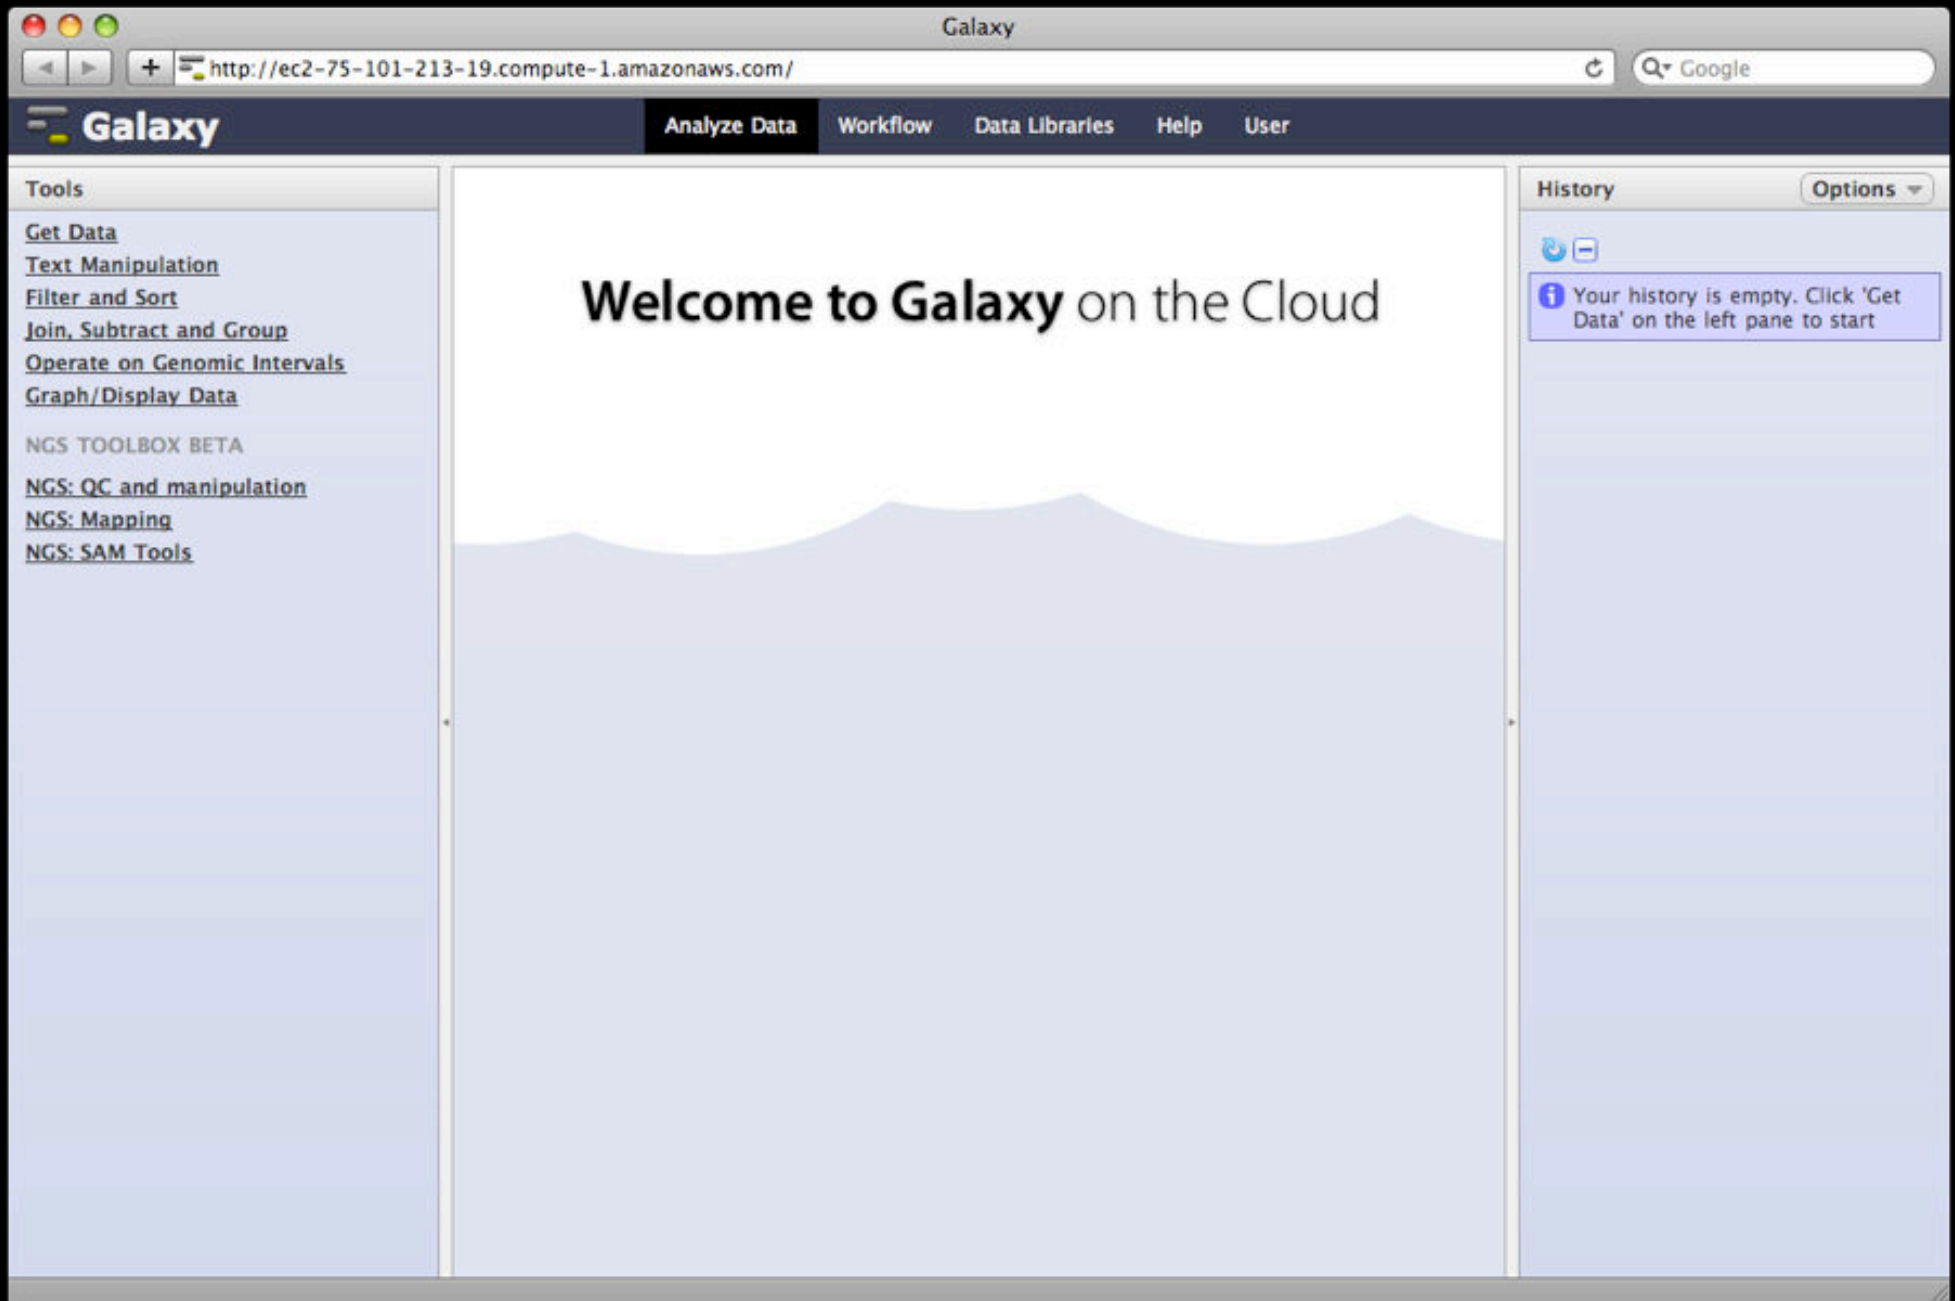 Galaxy
http://ec2-75-101-213-19.compute-1.amazonaws.com/
Google
Galaxy
Analyze Data
Workflow
Data Libraries
Help
User
Tools
Get Data
Text Manipulation
Filter and Sort
Join, Subtract and Group
Operate on Genomic Intervals
Graph/Display Data
NGS TOOLBOX BETA
NGS: QC and manipulation
NGS: Mapping
NGS: SAM Tools
Welcome to Galaxy on the Cloud
History
Options
Your history is empty. Click 'Get
Data' on the left pane to start